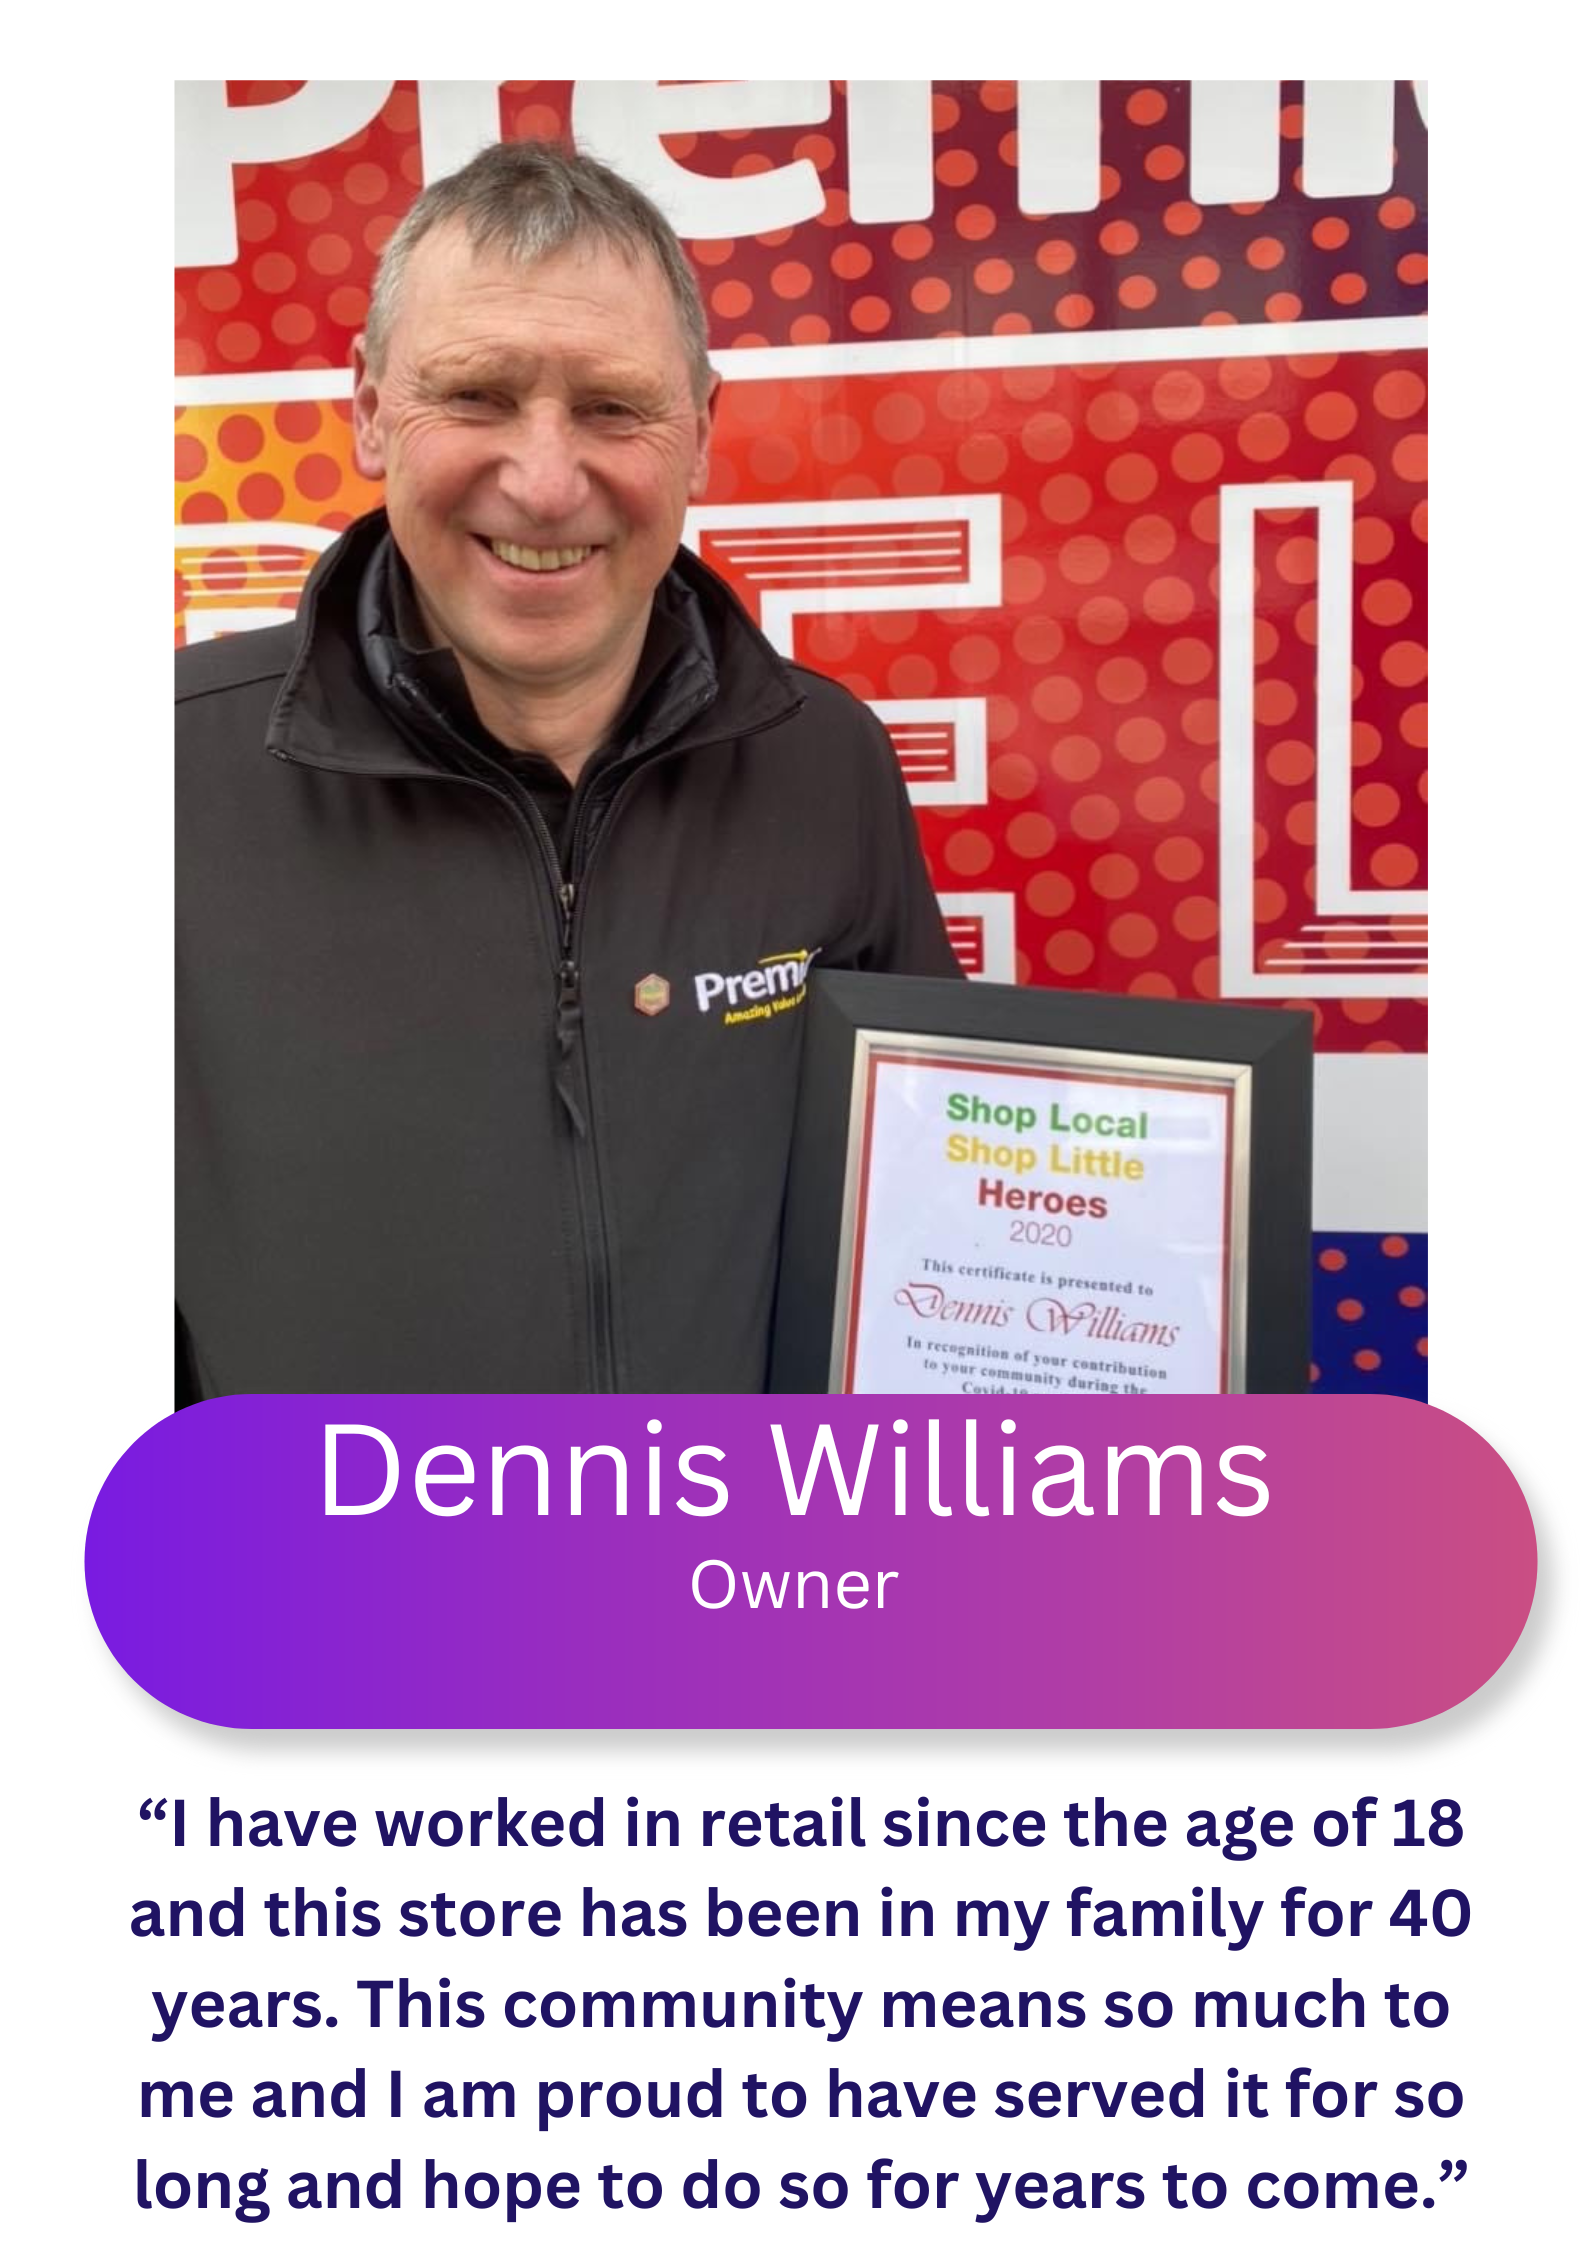 Premi
E L
Premi
Amazing Value
Shop Local
Shop Little
Heroes
2020
This certificate is presented to
Dennis Williams
In recognition of your contribution
to your community during the
Covid-19
Dennis Williams
Owner
“I have worked in retail since the age of 18
and this store has been in my family for 40
years. This community means so much to
me and I am proud to have served it for so
long and hope to do so for years to come.”